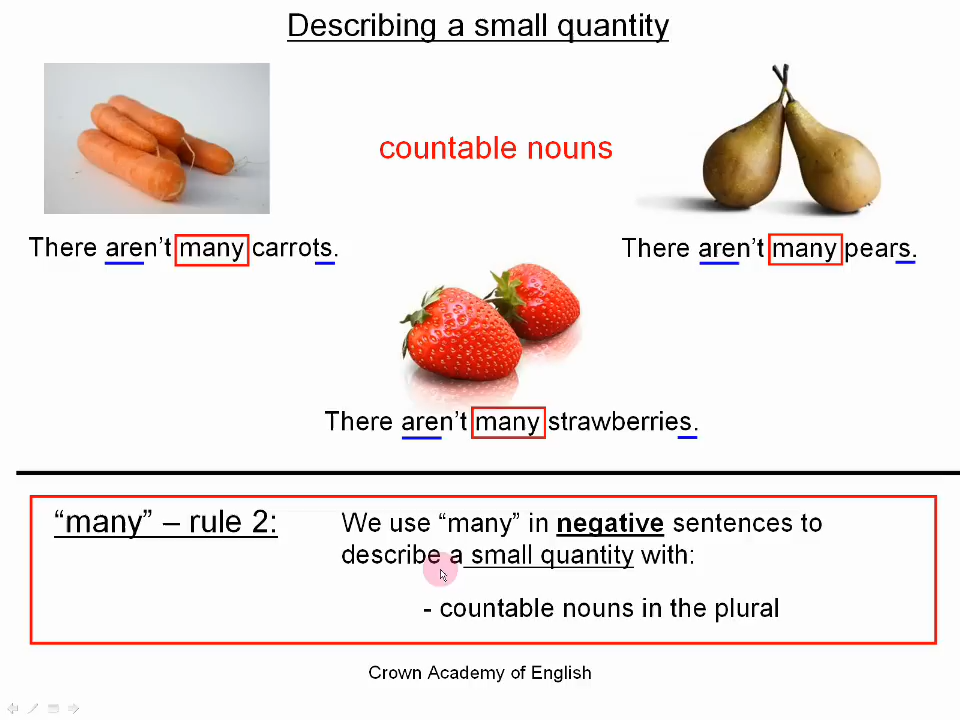 Describing a small quantity
countable nouns
There aren’t many carrots.
There aren’t many pears.
There aren’t many strawberries.
“many” – rule 2:
We use “many” in negative sentences to
describe a small quantity with:
- countable nouns in the plural
Crown Academy of English